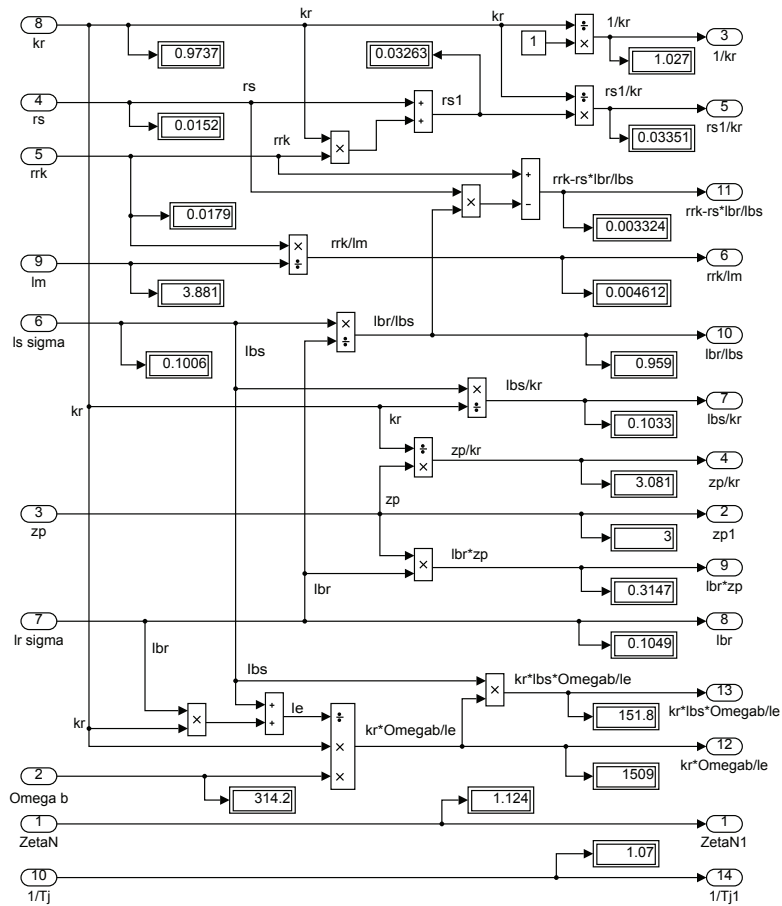 8
kr
kr
kr
÷
×
1
1/kr
3
1/kr
0.9737
0.03263
1.027
4
rs
rs
+
+
rs1
÷
×
rs1/kr
5
rs1/kr
0.0152
0.03351
5
rrk
rrk
×
+
−
rrk-rs*lbr/lbs
11
rrk-rs*lbr/lbs
×
0.0179
0.003324
×
÷
rrk/lm
6
rrk/lm
9
lm
3.881
0.004612
6
ls sigma
lbs
×
÷
lbr/lbs
10
lbr/lbs
0.1006
0.959
×
÷
lbs/kr
7
lbs/kr
kr
kr
0.1033
÷
×
zp/kr
4
zp/kr
3.081
3
zp
zp
2
zp1
3
×
lbr*zp
9
lbr*zp
lbr
0.3147
7
lr sigma
8
lbr
lbr
0.1049
lbs
×
kr*lbs*Omegab/le
13
kr*lbs*Omegab/le
151.8
×
+
+
le
÷
×
×
kr
kr*Omegab/le
12
kr*Omegab/le
1509
2
Omega b
314.2
1.124
1
ZetaN
1
ZetaN1
1.07
10
1/Tj
14
1/Tj1